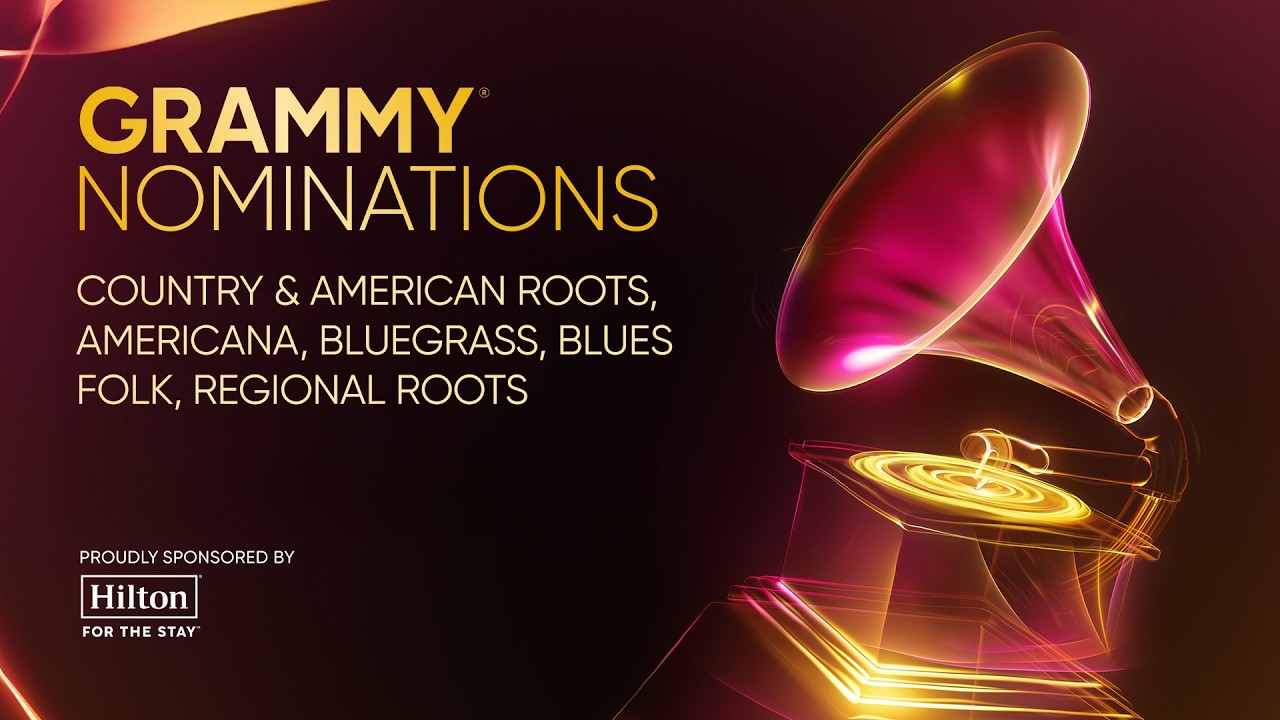 GRAMMY®
NOMINATIONS
COUNTRY & AMERICAN ROOTS,
AMERICANA, BLUEGRASS, BLUES
FOLK, REGIONAL ROOTS
PROUDLY SPONSORED BY
Hilton
FOR THE STAY™